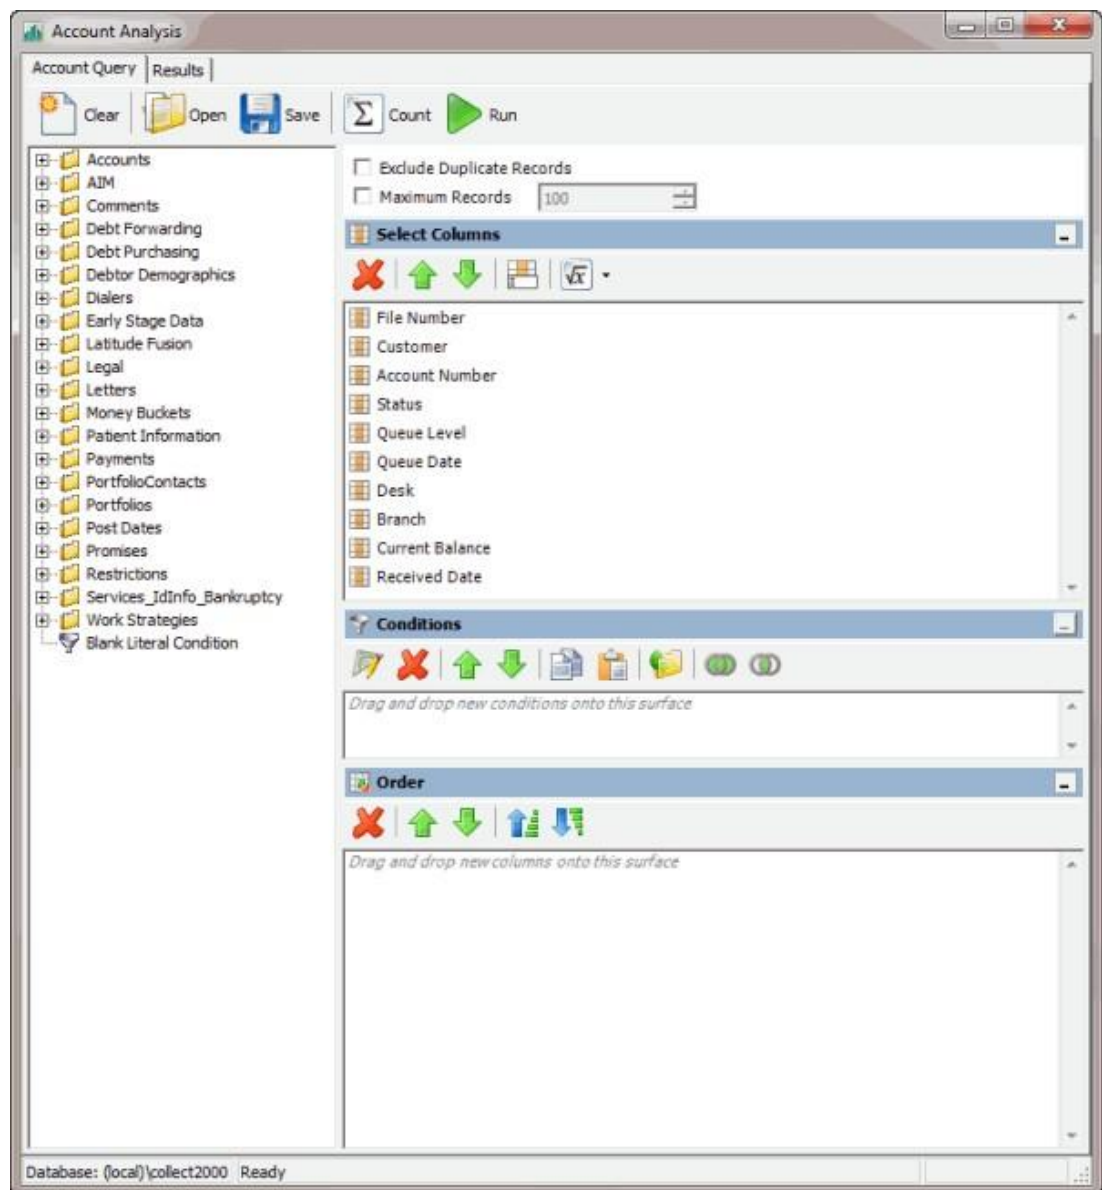 Account Analysis
Account Query Results
Clear Open Save Count Run
Accounts
AIM
Comments
Debt Forwarding
Debt Purchasing
Debtor Demographics
Dialers
Early Stage Data
Latitude Fusion
Legal
Letters
Money Buckets
Patient Information
Payments
PortfolioContacts
Portfolios
Post Dates
Promises
Restrictions
Services_IdInfo_Bankruptcy
Work Strategies
Blank Literal Condition
Exclude Duplicate Records
Maximum Records 100
Select Columns
File Number
Customer
Account Number
Status
Queue Level
Queue Date
Desk
Branch
Current Balance
Received Date
Conditions
Drag and drop new conditions onto this surface
Order
Drag and drop new columns onto this surface
Database: (local)\collect2000 Ready